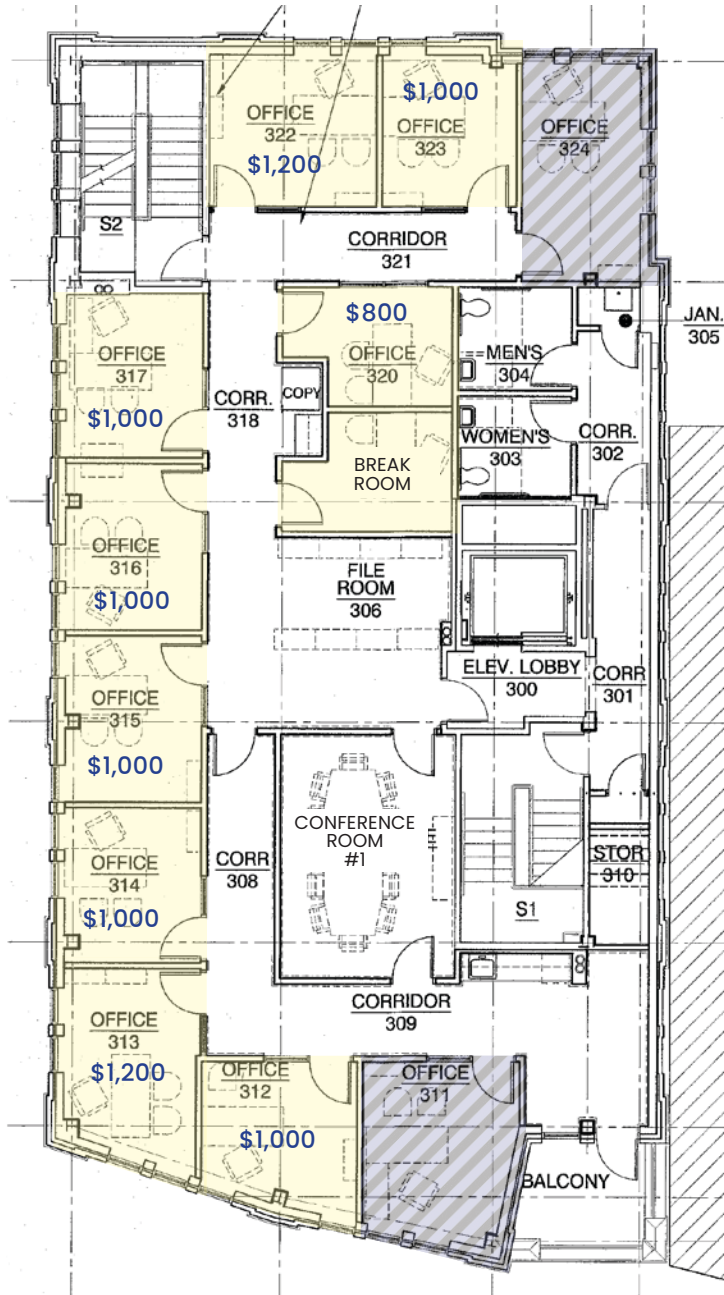 $1,000
OFFICE
322
$1,200
OFFICE
323
OFFICE
324
S2
CORRIDOR
321
JAN.
305
$800
OFFICE
320
MEN'S
304
OFFICE
317
$1,000
CORR.
318
COPY
WOMEN'S
303
CORR.
302
BREAK
ROOM
OFFICE
316
$1,000
FILE
ROOM
306
ELEV. LOBBY
300
CORR
301
OFFICE
315
$1,000
CONFERENCE
ROOM
#1
OFFICE
314
$1,000
CORR
308
STOR
310
S1
CORRIDOR
309
OFFICE
313
$1,200
OFFICE
312
$1,000
OFFICE
311
BALCONY